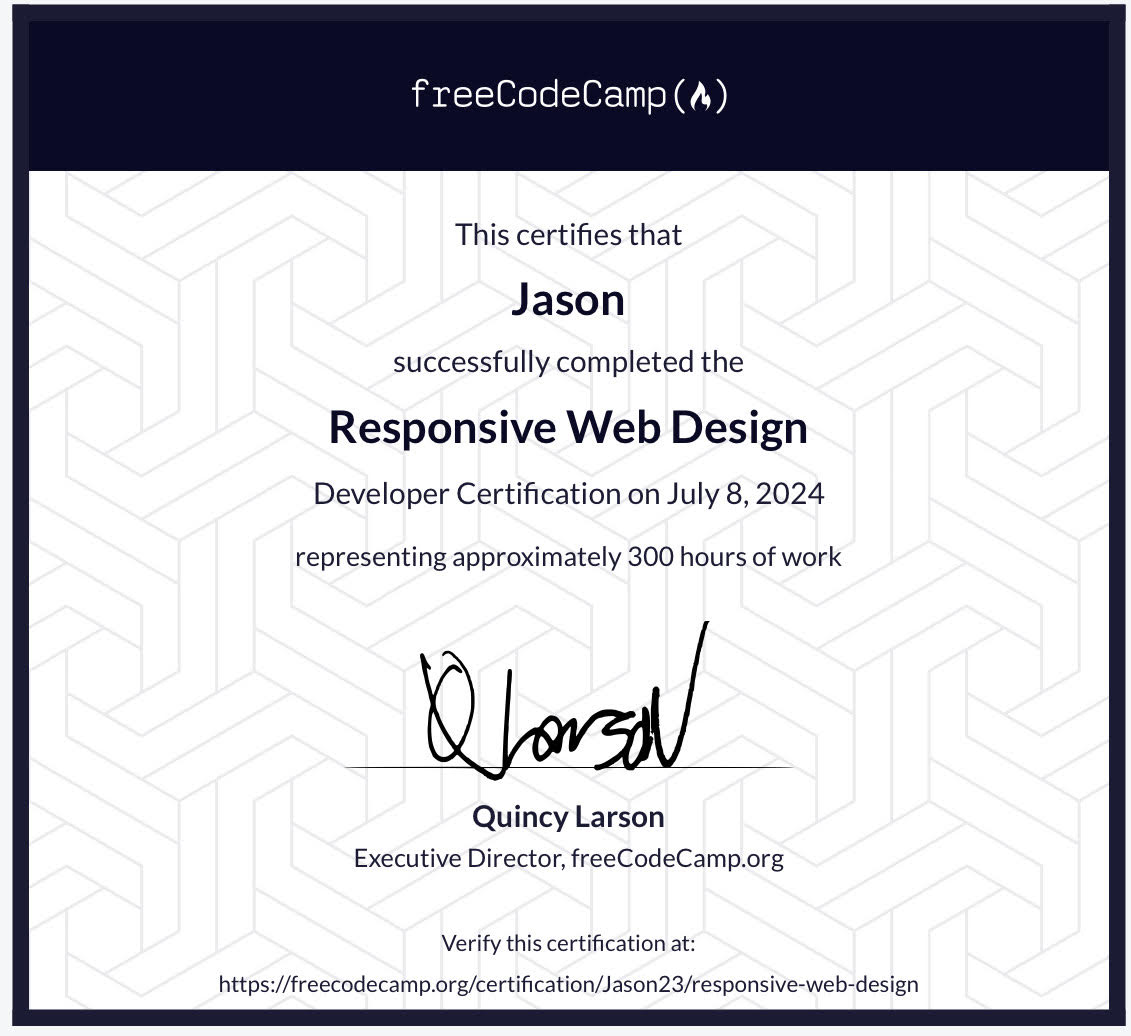 freeCodeCamp(🔥)
This certifies that
Jason
successfully completed the
Responsive Web Design
Developer Certification on July 8, 2024
representing approximately 300 hours of work
QLarson
Quincy Larson
Executive Director, freeCodeCamp.org
Verify this certification at:
https://freecodecamp.org/certification/Jason23/responsive-web-design